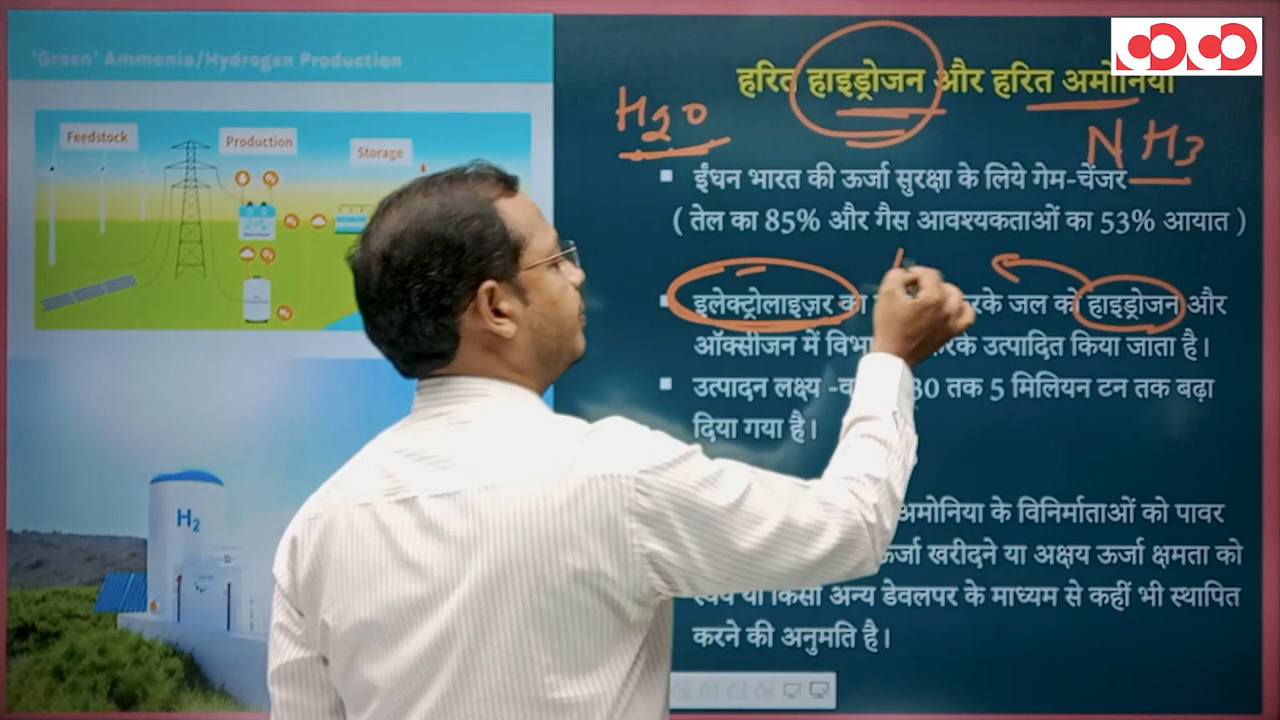 'Green' Ammonia/Hydrogen Production
Feedstock
Production
Storage
H₂
हरित हाइड्रोजन और हरित अमोनिया
H2O
NH3
▪ ईंधन भारत की ऊर्जा सुरक्षा के लिये गेम-चेंजर
( तेल का 85% और गैस आवश्यकताओं का 53% आयात )
▪ इलेक्ट्रोलाइज़र का करके जल को हाइड्रोजन और
ऑक्सीजन में उत्पादित किया जाता है।
▪ उत्पादन लक्ष्य 30 तक 5 मिलियन टन तक बढ़ा
दिया गया है।
अमोनिया के विनिर्माताओं को पावर
ऊर्जा खरीदने या अक्षय ऊर्जा क्षमता को
या किसी अन्य डेवलपर के माध्यम से कहीं भी स्थापित
करने की अनुमति है।